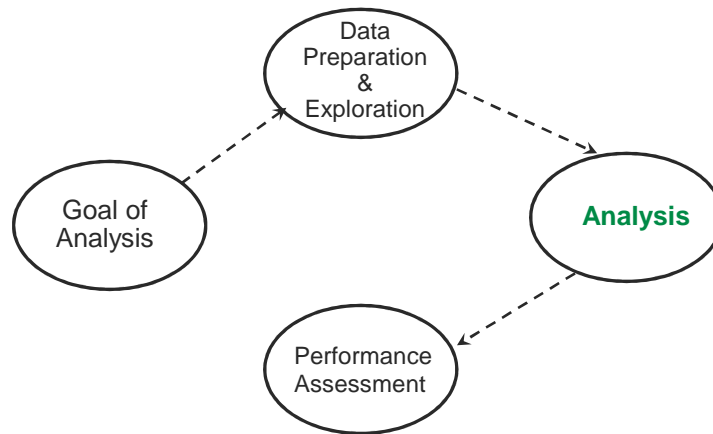 Data
Preparation
&
Exploration
Goal of
Analysis
Analysis
Performance
Assessment